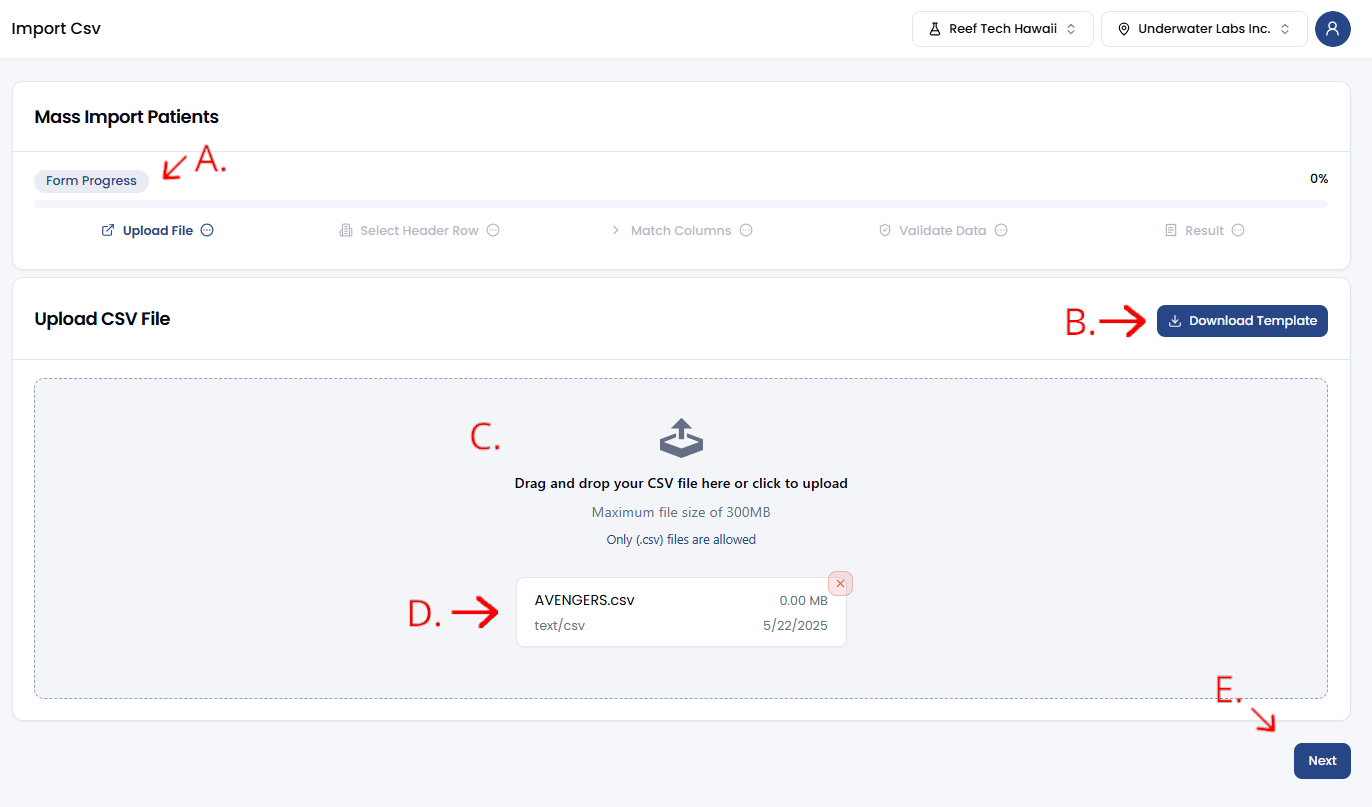 Import Csv
Reef Tech Hawaii
Underwater Labs Inc.
Mass Import Patients
A.
Form Progress
0%
Upload File
Select Header Row
Match Columns
Validate Data
Result
Upload CSV File
B.
Download Template
C.
Drag and drop your CSV file here or click to upload
Maximum file size of 300MB
Only (.csv) files are allowed
D.
AVENGERS.csv
0.00 MB
text/csv
5/22/2025
E.
Next